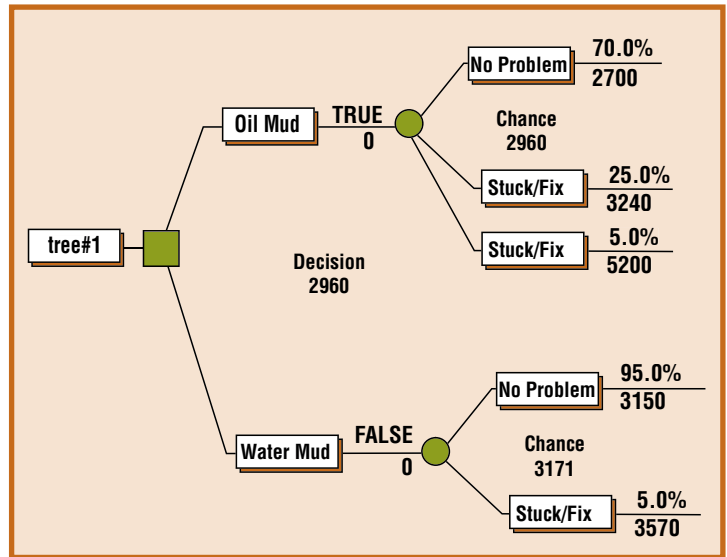 70.0%
No Problem
2700
Oil Mud
TRUE
0
Chance
2960
Stuck/Fix
25.0%
3240
tree#1
Stuck/Fix
5.0%
5200
Decision
2960
No Problem
95.0%
3150
Water Mud
FALSE
0
Chance
3171
Stuck/Fix
5.0%
3570